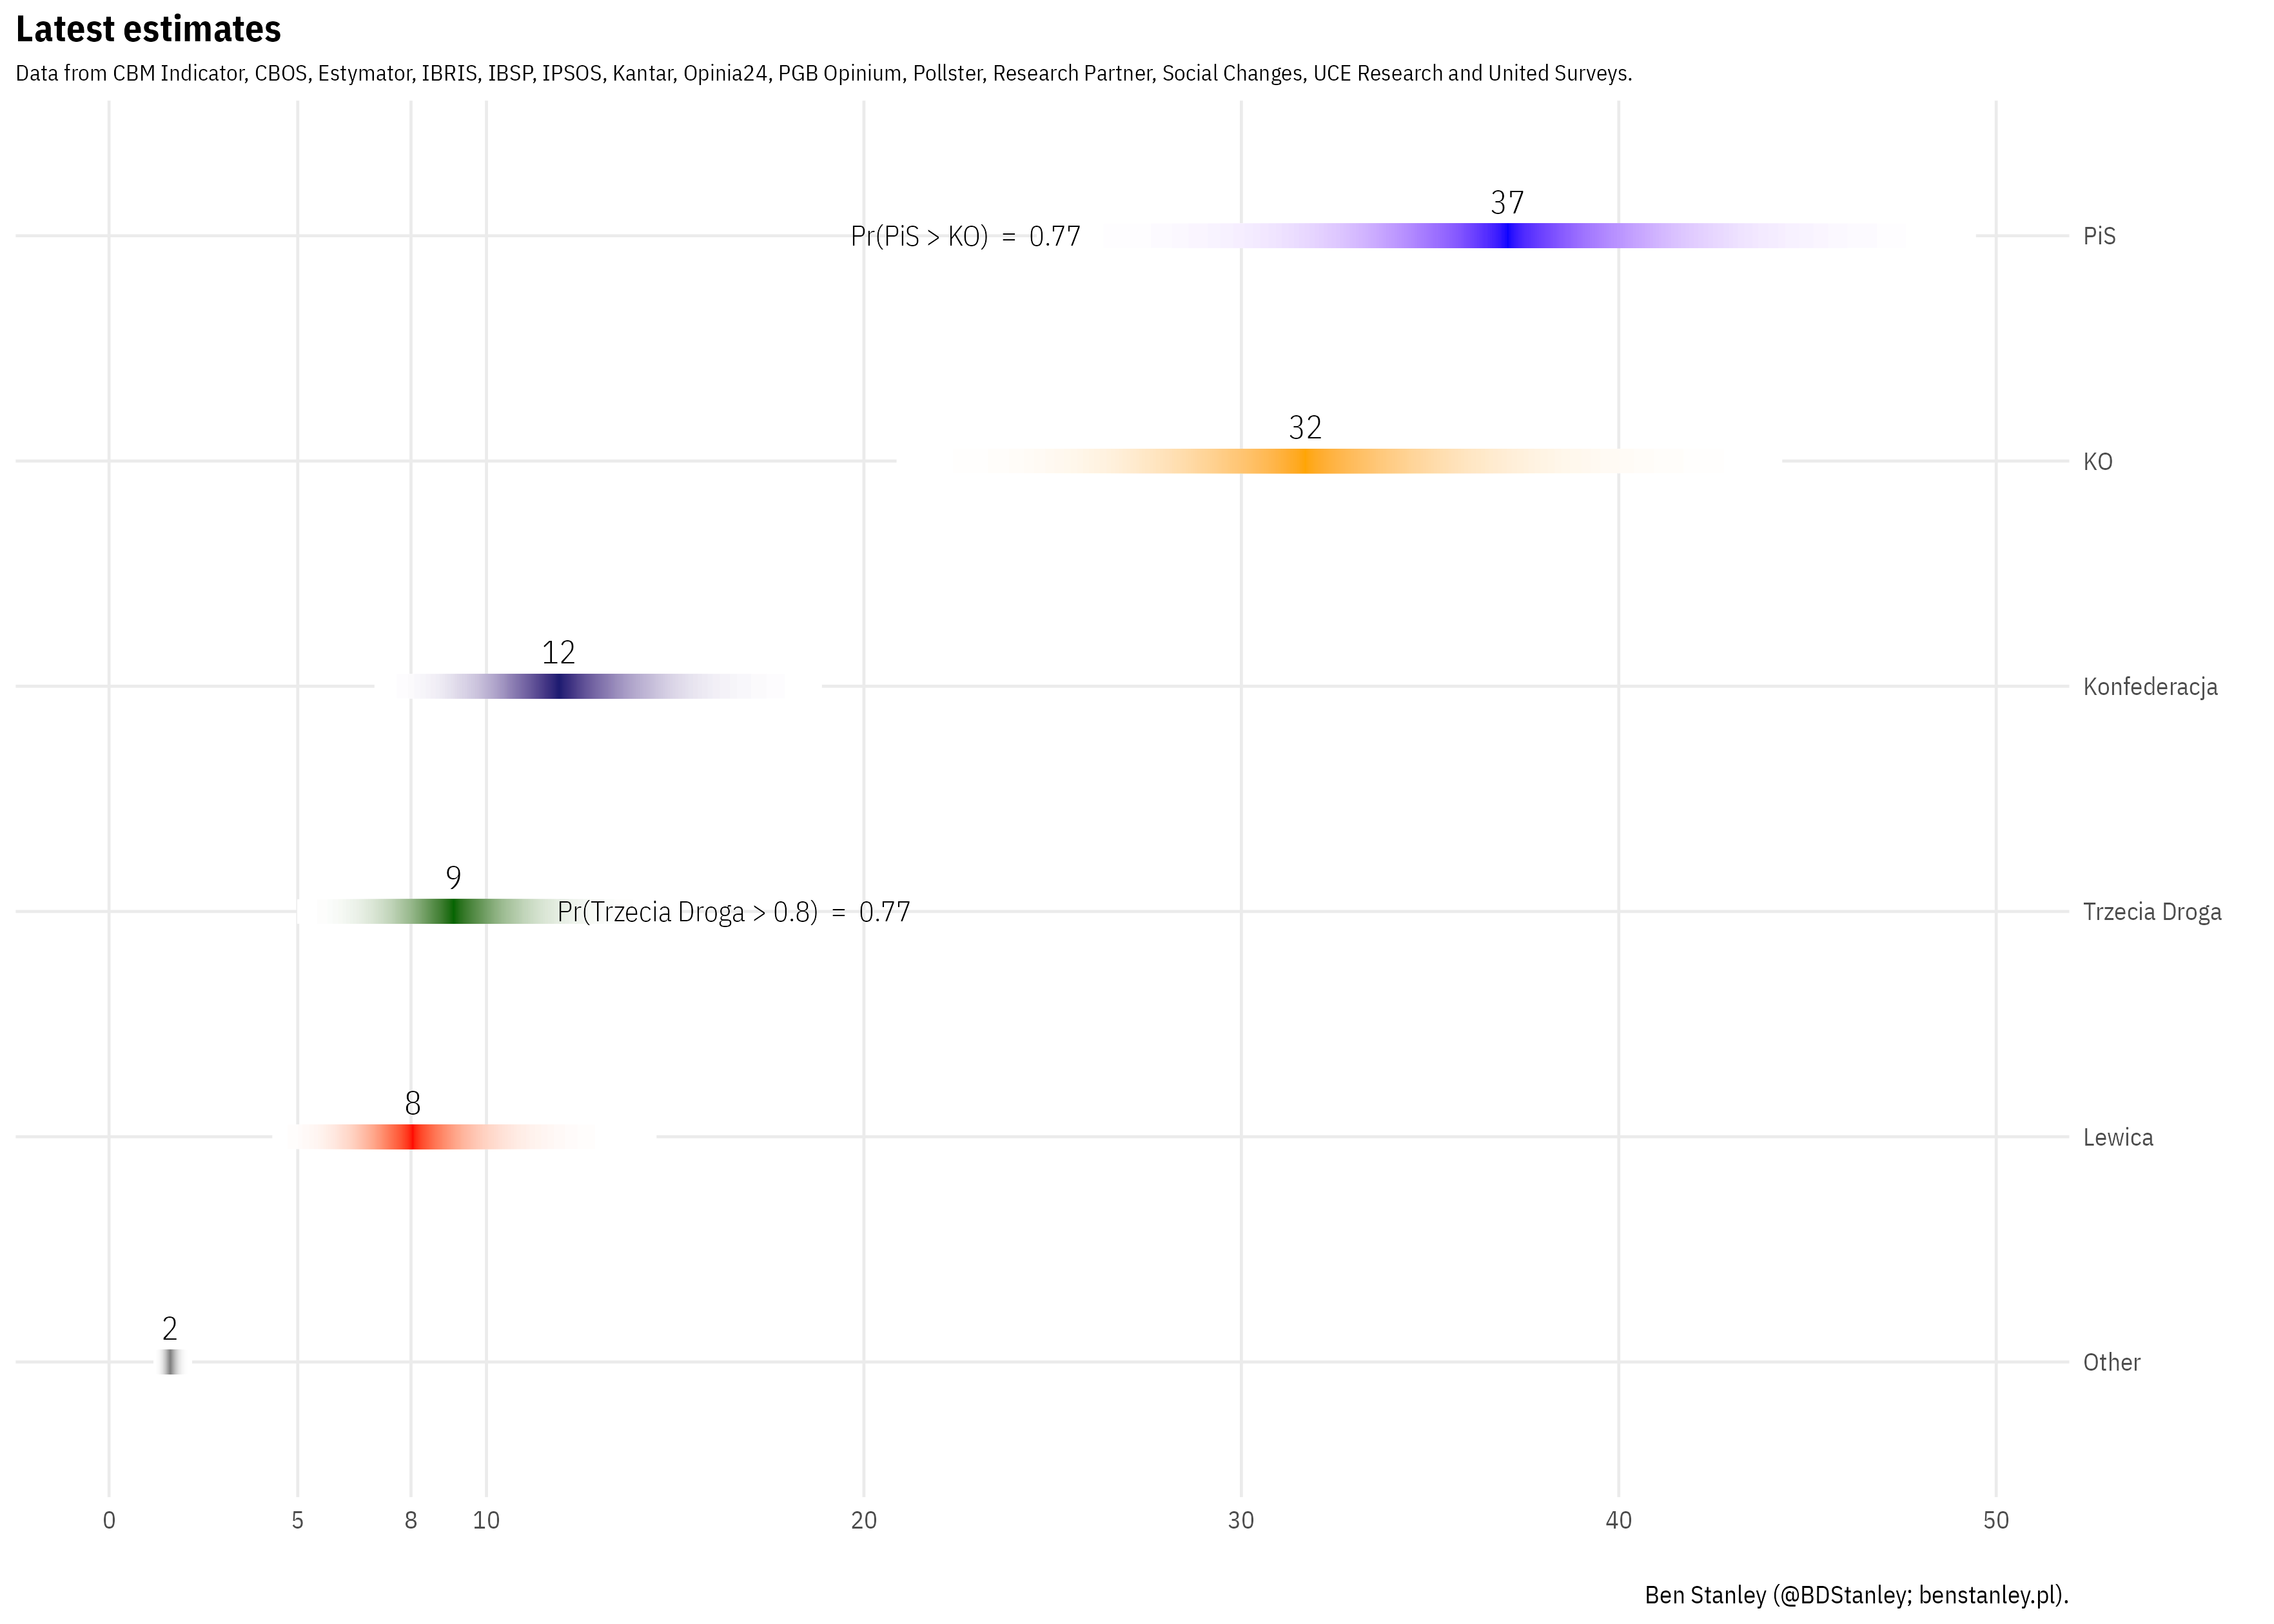 Latest estimates
Data from CBM Indicator, CBOS, Estymator, IBRIS, IBSP, IPSOS, Kantar, Opinia24, PGB Opinium, Pollster, Research Partner, Social Changes, UCE Research and United Surveys.
37
Pr(PiS > KO) = 0.77
PiS
32
KO
12
Konfederacja
9
Pr(Trzecia Droga > 0.8) = 0.77
Trzecia Droga
8
Lewica
2
Other
0 5 8 10 20 30 40 50
Ben Stanley (@BDStanley; benstanley.pl).